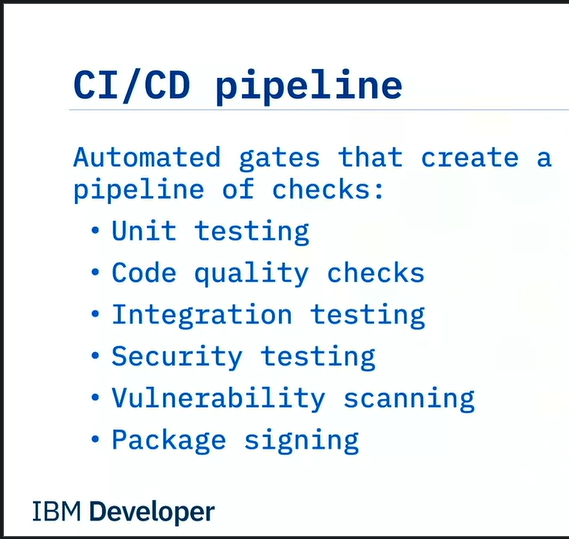 CI/CD pipeline
Automated gates that create a
pipeline of checks:
• Unit testing
• Code quality checks
• Integration testing
• Security testing
• Vulnerability scanning
• Package signing
IBM Developer